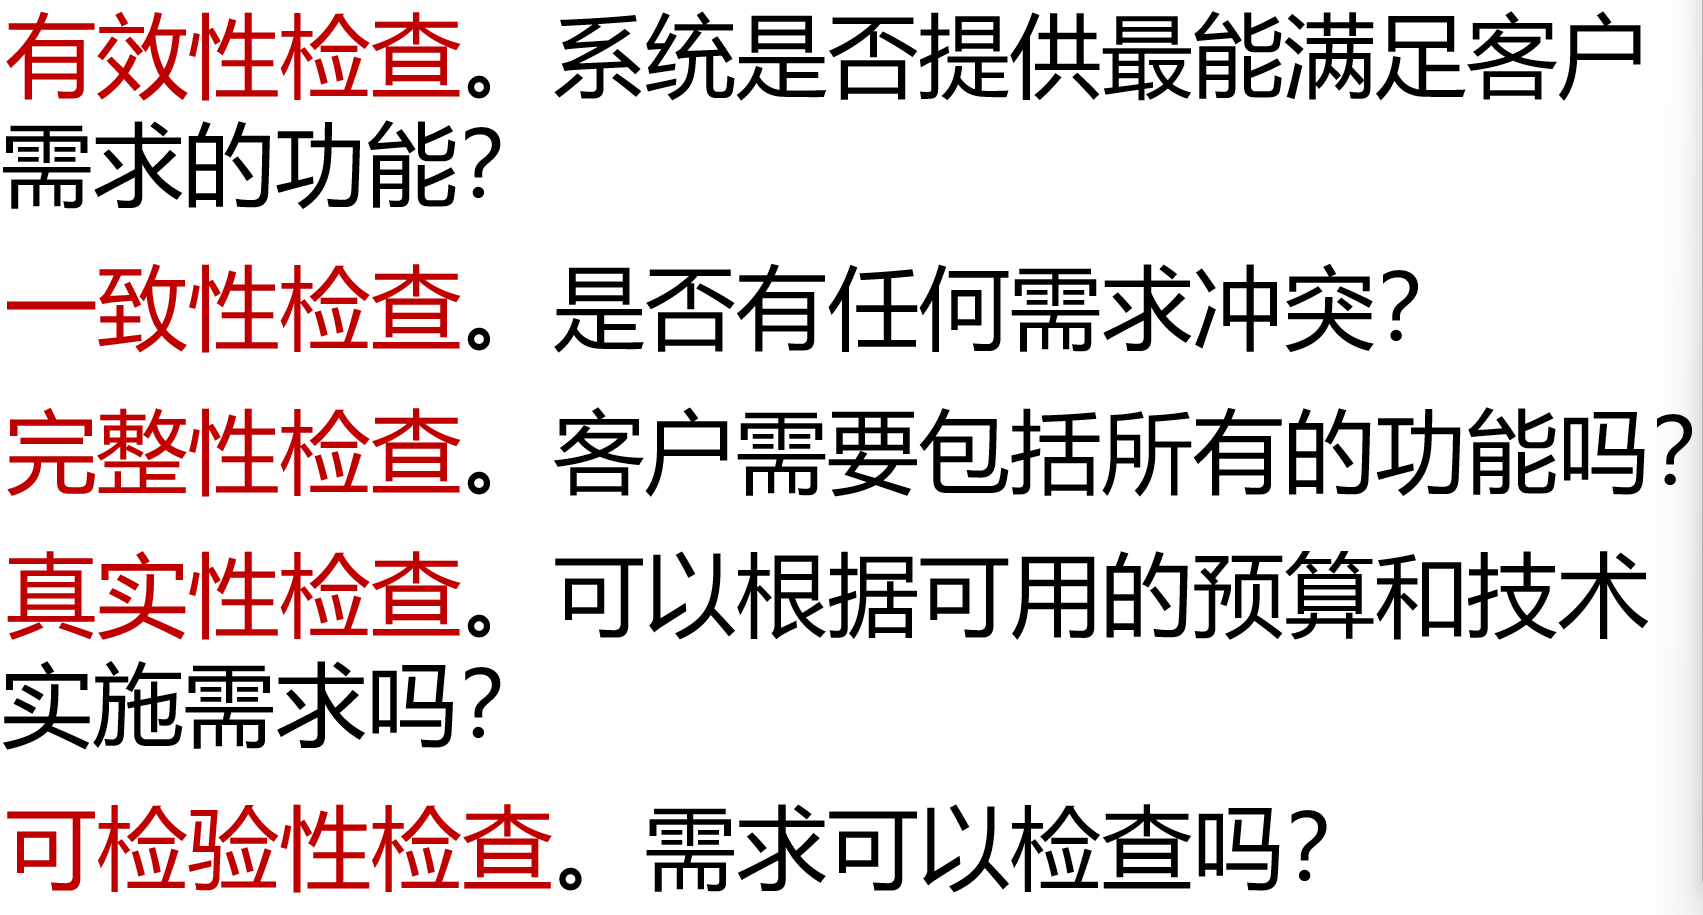 有效性检查。系统是否提供最能满足客户
需求的功能?
一致性检查。是否有任何需求冲突?
完整性检查。客户需要包括所有的功能吗?
真实性检查。可以根据可用的预算和技术
实施需求吗?
可检验性检查。需求可以检查吗?